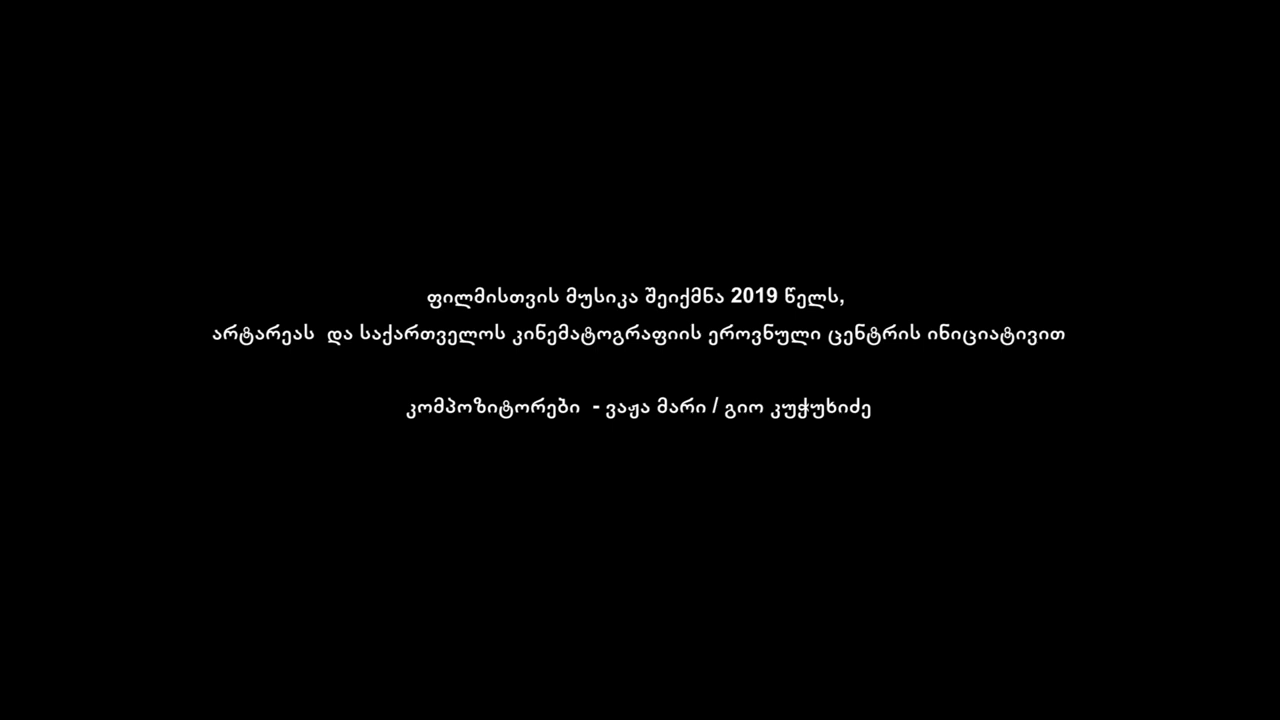 ფილმისთვის მუსიკა შეიქმნა 2019 წელს,
არტარეას და საქართველოს კინემატოგრაფიის ეროვნული ცენტრის ინიციატივით
კომპოზიტორები - ვაჟა მარი / გიო კუჭუხიძე